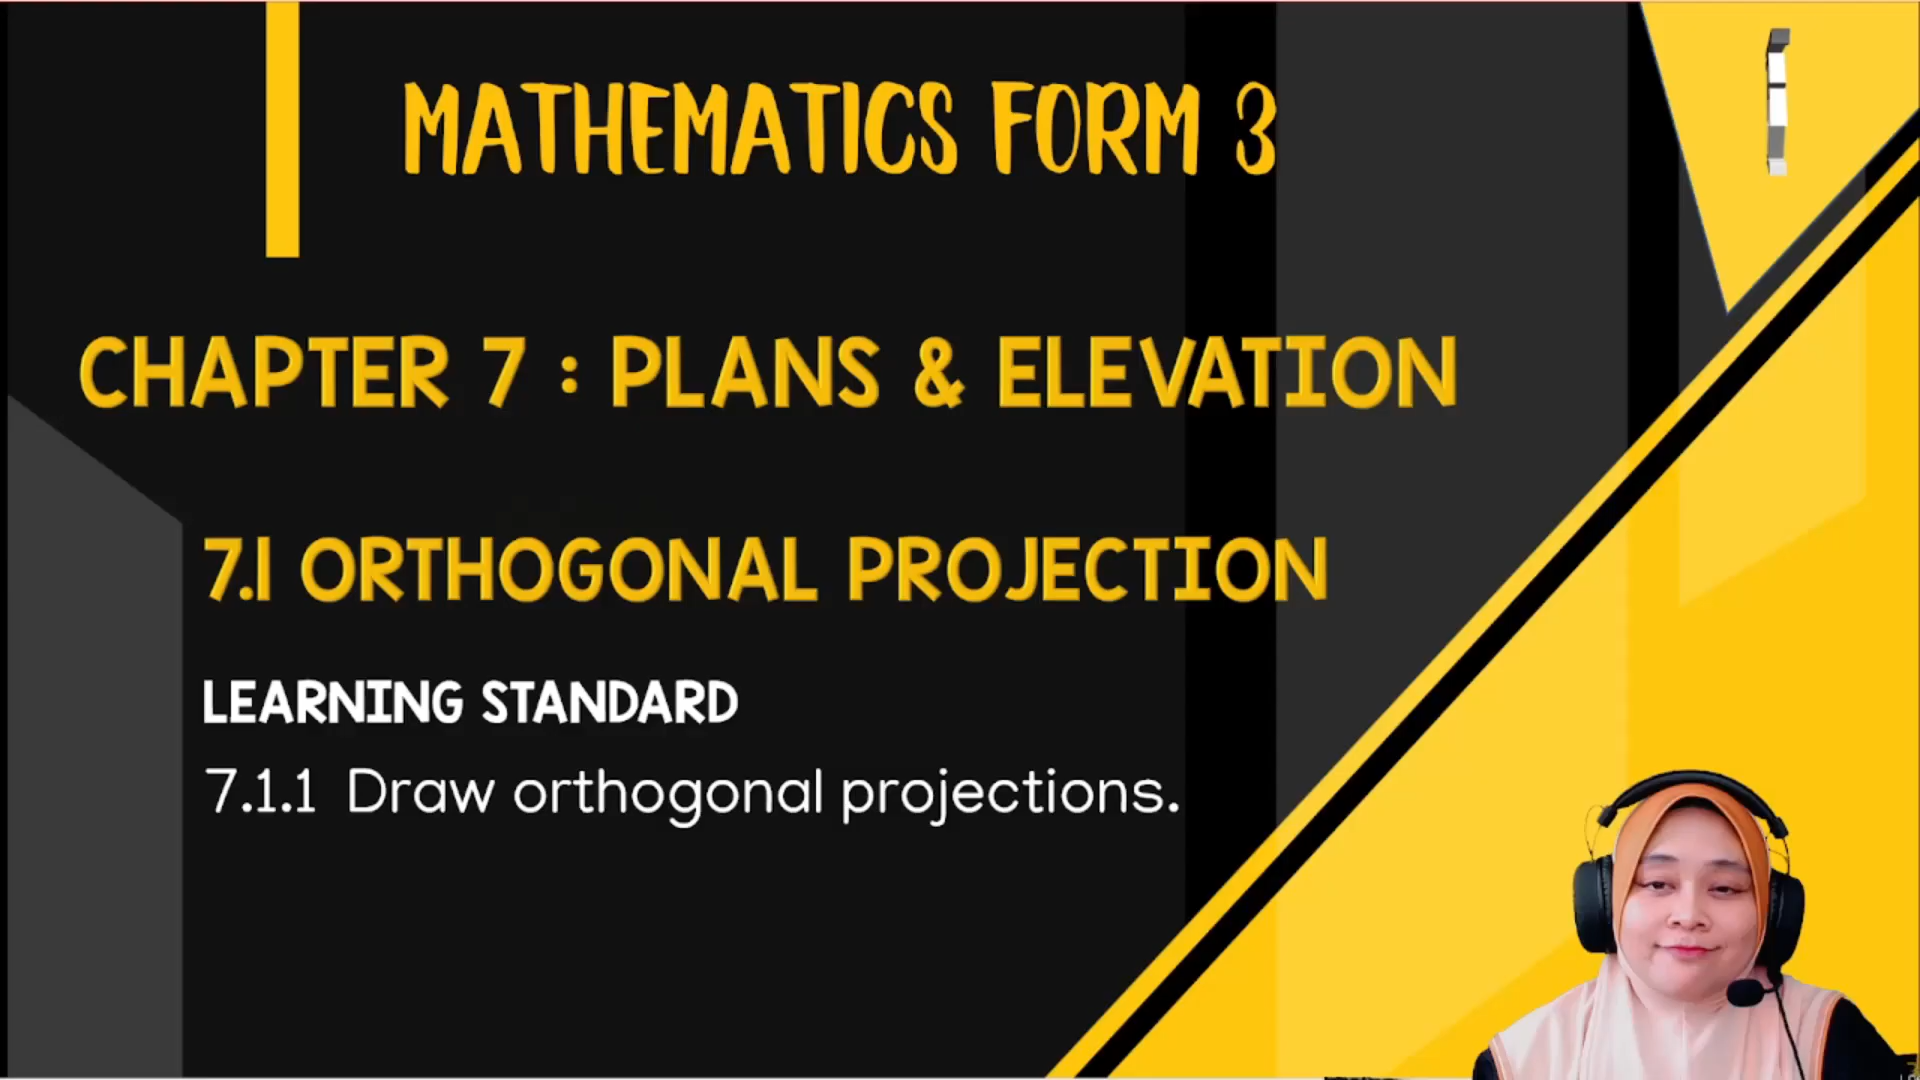 MATHEMATICS FORM 3
CHAPTER 7 : PLANS & ELEVATION
7.1 ORTHOGONAL PROJECTION
LEARNING STANDARD
7.1.1 Draw orthogonal projections.